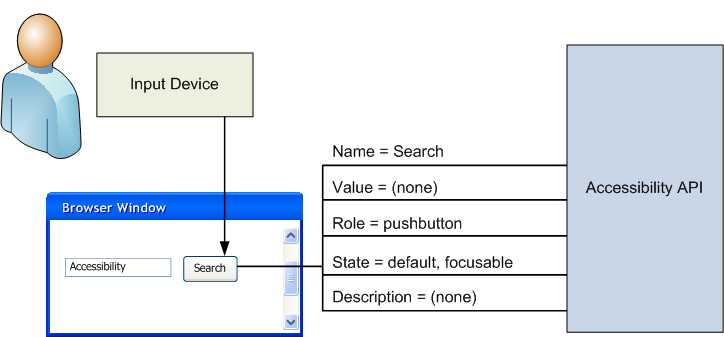 Input Device
Name = Search
Value = (none)
Accessibility API
Browser Window
Role = pushbutton
State = default, focusable
Accessibility
Search
Description = (none)